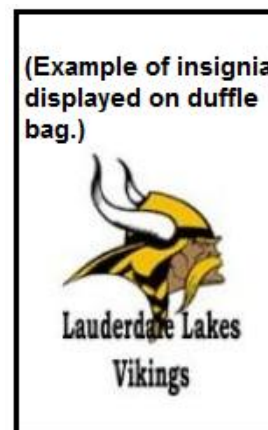 (Example of insignia
displayed on duffle
bag.)
Lauderdale Lakes
Vikings